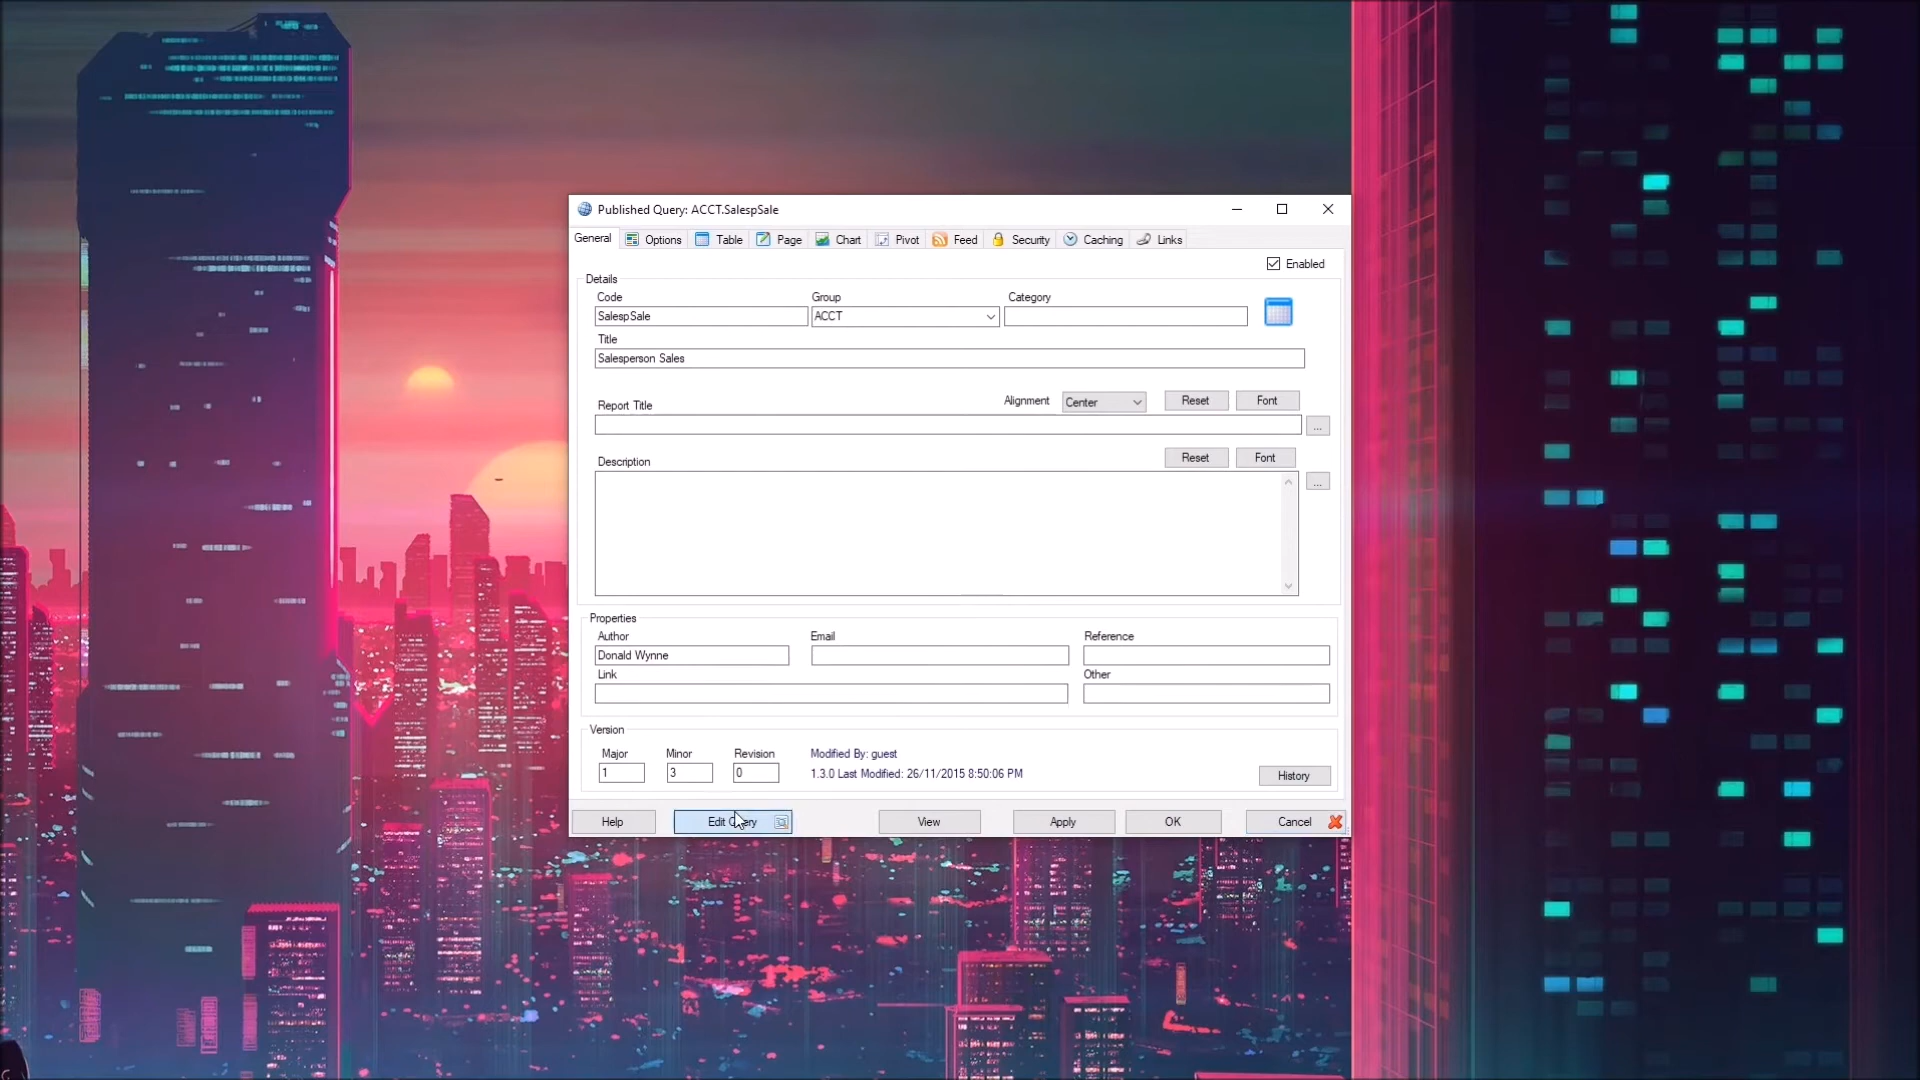 Published Query: ACCT.SalespSale
General Options Table Page Chart Pivot Feed Security Caching Links
Enabled
Details
Code Group Category
SalespSale ACCT
Title
Salesperson Sales
Report Title Alignment Center Reset Font
...
Description Reset Font
...
Properties
Author Email Reference
Donald Wynne
Link Other
Version
Major Minor Revision Modified By: guest
1 3 0 1.3.0 Last Modified: 26/11/2015 8:50:06 PM History
Help Edit Query View Apply OK Cancel